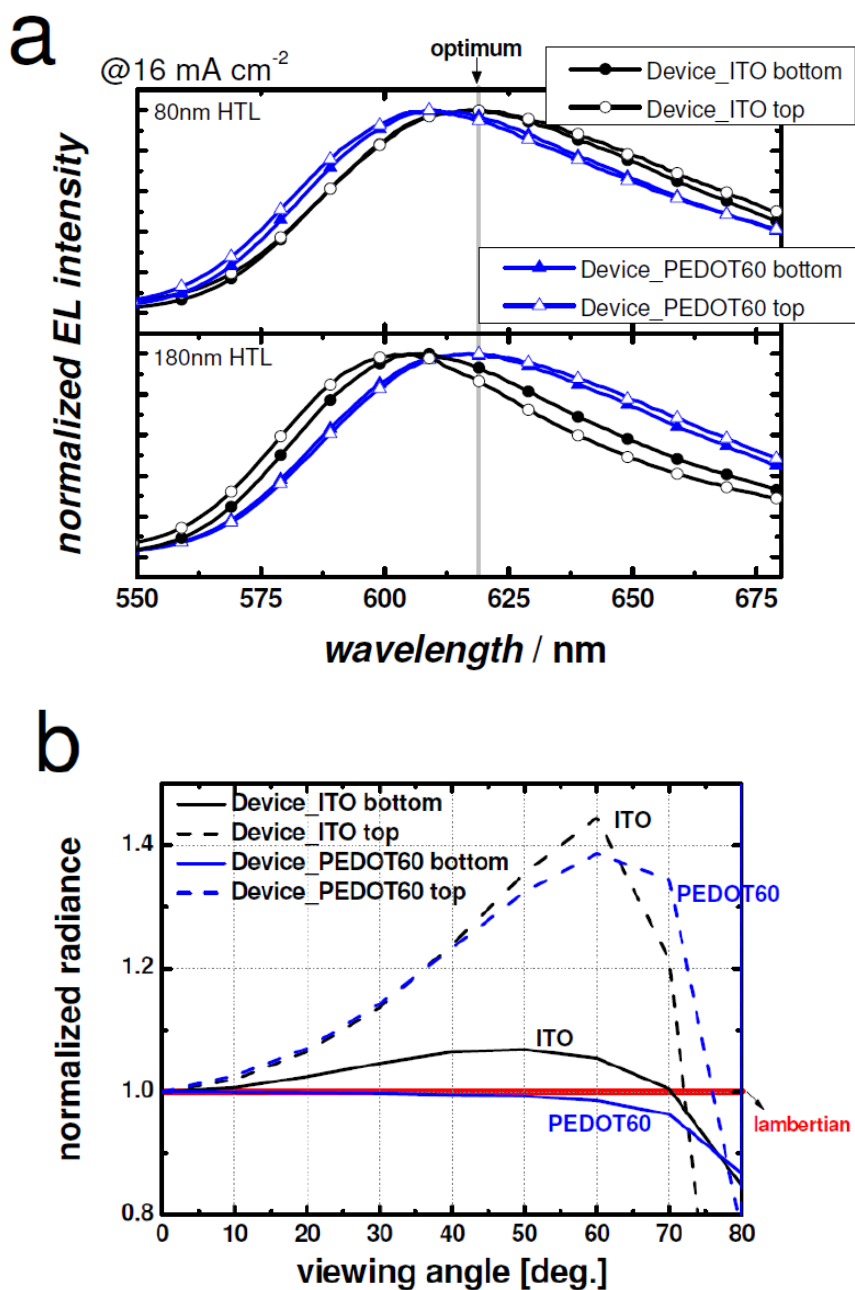 a
@16 mA cm-2
optimum
Device_ITO bottom
Device_ITO top
80nm HTL
Device_PEDOT60 bottom
Device_PEDOT60 top
180nm HTL
normalized EL intensity
550 575 600 625 650 675
wavelength / nm
b
Device_ITO bottom
Device_ITO top
Device_PEDOT60 bottom
Device_PEDOT60 top
ITO
PEDOT60
ITO
PEDOT60
lambertian
normalized radiance
1.4
1.2
1.0
0.8
0 10 20 30 40 50 60 70 80
viewing angle [deg.]